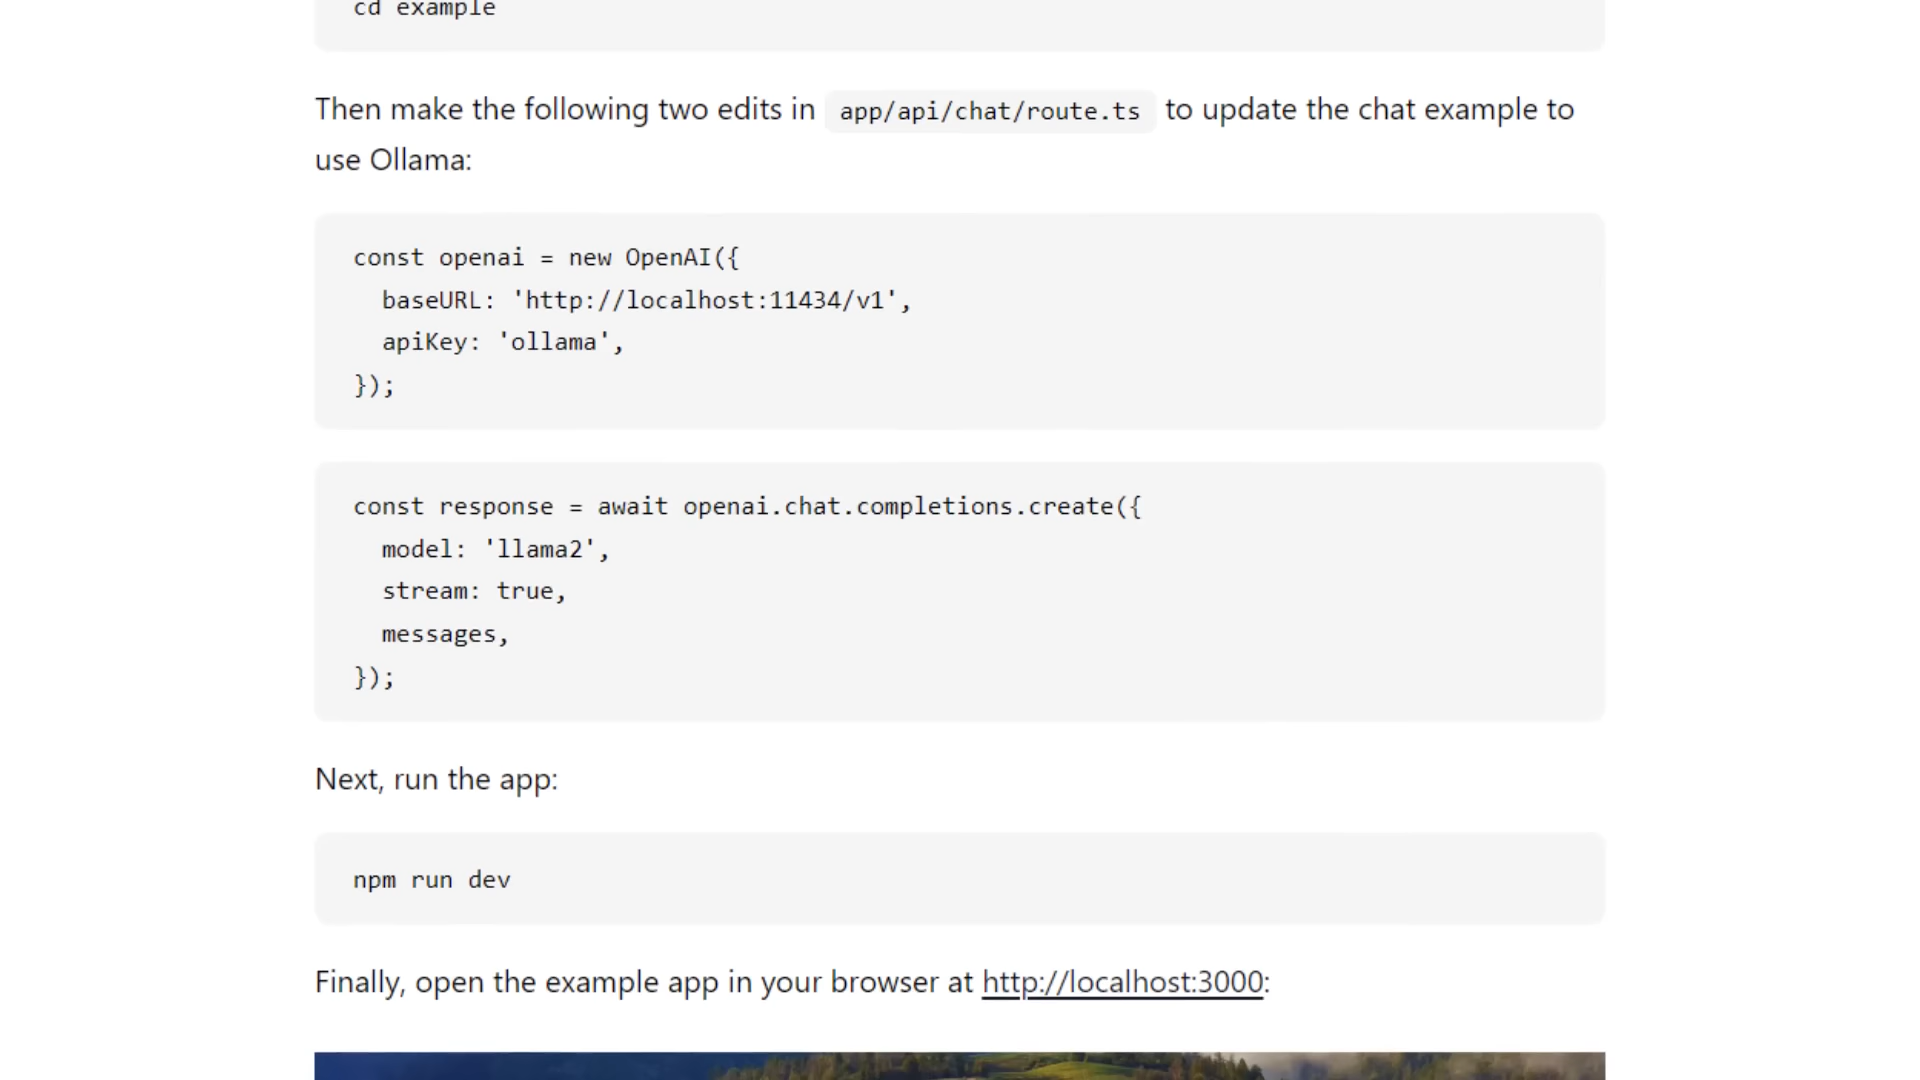 cd example
Then make the following two edits in app/api/chat/route.ts to update the chat example to
use Ollama:
const openai = new OpenAI({
  baseURL: 'http://localhost:11434/v1',
  apiKey: 'ollama',
});
const response = await openai.chat.completions.create({
  model: 'llama2',
  stream: true,
  messages,
});
Next, run the app:
npm run dev
Finally, open the example app in your browser at http://localhost:3000: